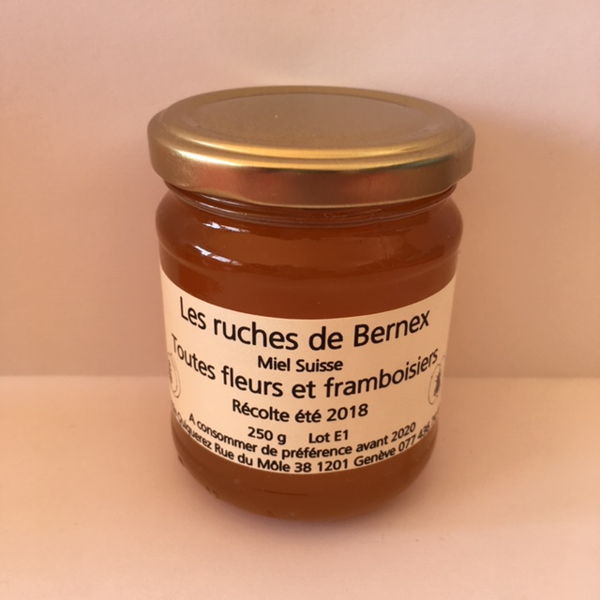 Les ruches de Bernex
Miel Suisse
Toutes fleurs et framboisiers
Récolte été 2018
250 g Lot E1
A consommer de préférence avant 2020
Rue du Môle 38 1201 Genève 077